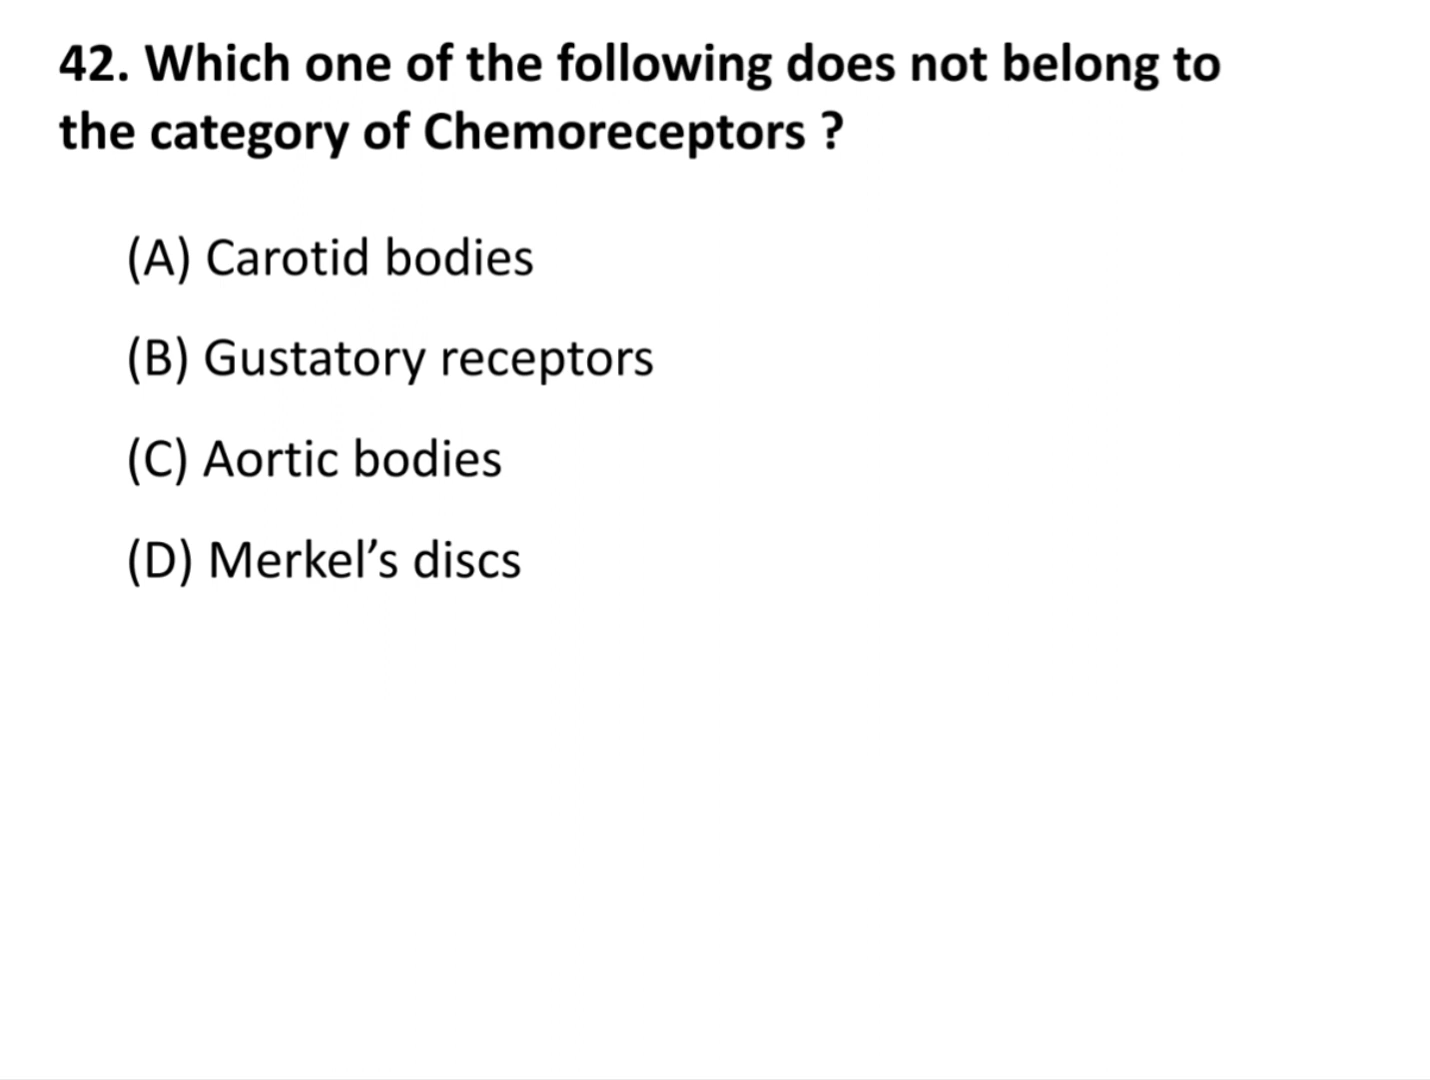 42. Which one of the following does not belong to
the category of Chemoreceptors ?
(A) Carotid bodies
(B) Gustatory receptors
(C) Aortic bodies
(D) Merkel’s discs